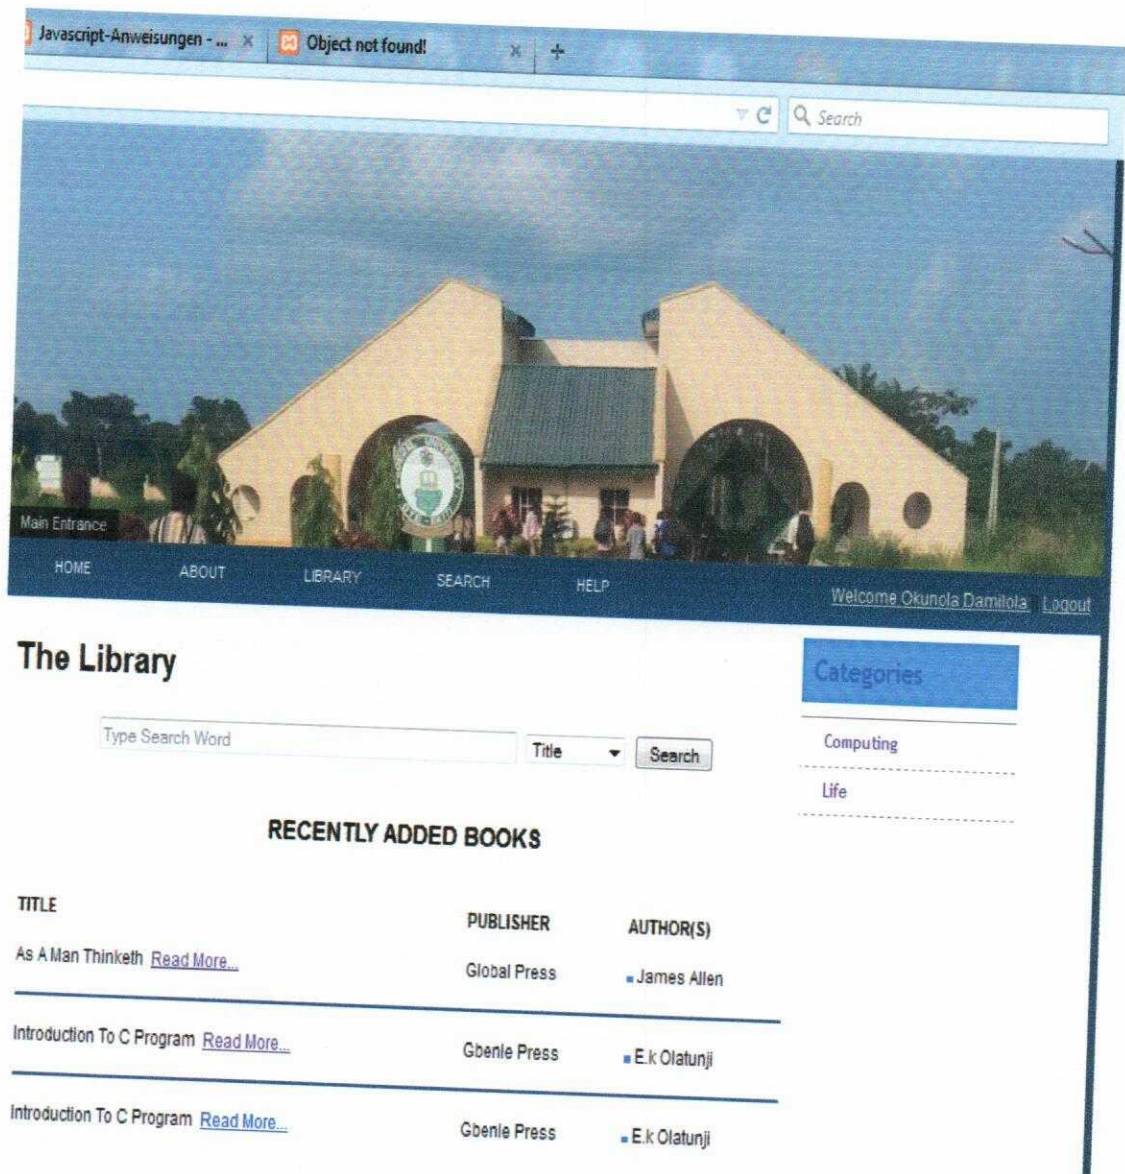 Javascript-Anweisungen - ... × Object not found! × +
Search
UNIVERSITY
Main Entrance
HOME ABOUT LIBRARY SEARCH HELP Welcome Okunola Damilola Logout
The Library
Categories
Type Search Word Title Search
Computing
Life
RECENTLY ADDED BOOKS
TITLE PUBLISHER AUTHOR(S)
As A Man Thinketh Read More... Global Press James Allen
Introduction To C Program Read More... Gbenle Press E.k Olatunji
Introduction To C Program Read More... Gbenle Press E.k Olatunji